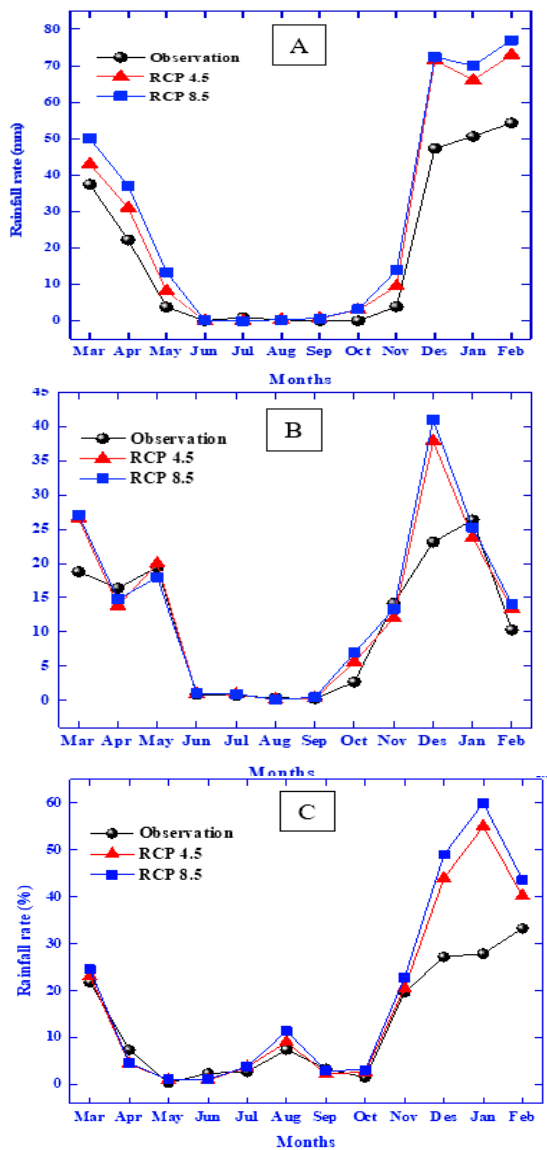 A
Observation
RCP 4.5
RCP 8.5
Rainfall rate (mm)
80
70
60
50
40
30
20
10
0
Mar Apr May Jun Jul Aug Sep Oct Nov Des Jan Feb
Months
B
Observation
RCP 4.5
RCP 8.5
45
40
35
30
25
20
15
10
5
0
Mar Apr May Jun Jul Aug Sep Oct Nov Des Jan Feb
Months
C
Observation
RCP 4.5
RCP 8.5
Rainfall rate (%)
60
50
40
30
20
10
0
Mar Apr May Jun Jul Aug Sep Oct Nov Des Jan Feb
Months